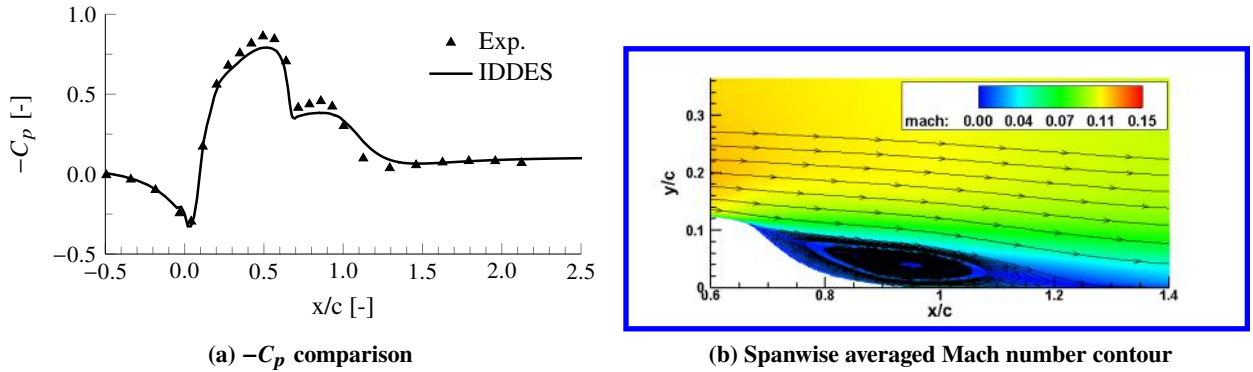 1.0
0.5
0.0
−0.5
−C_p [-]
−0.5 0.0 0.5 1.0 1.5 2.0 2.5
x/c [-]
Exp.
IDDES
(a) −C_p comparison
mach: 0.00 0.04 0.07 0.11 0.15
y/c
0.3
0.2
0.1
0
0.6 0.8 1 1.2 1.4
x/c
(b) Spanwise averaged Mach number contour